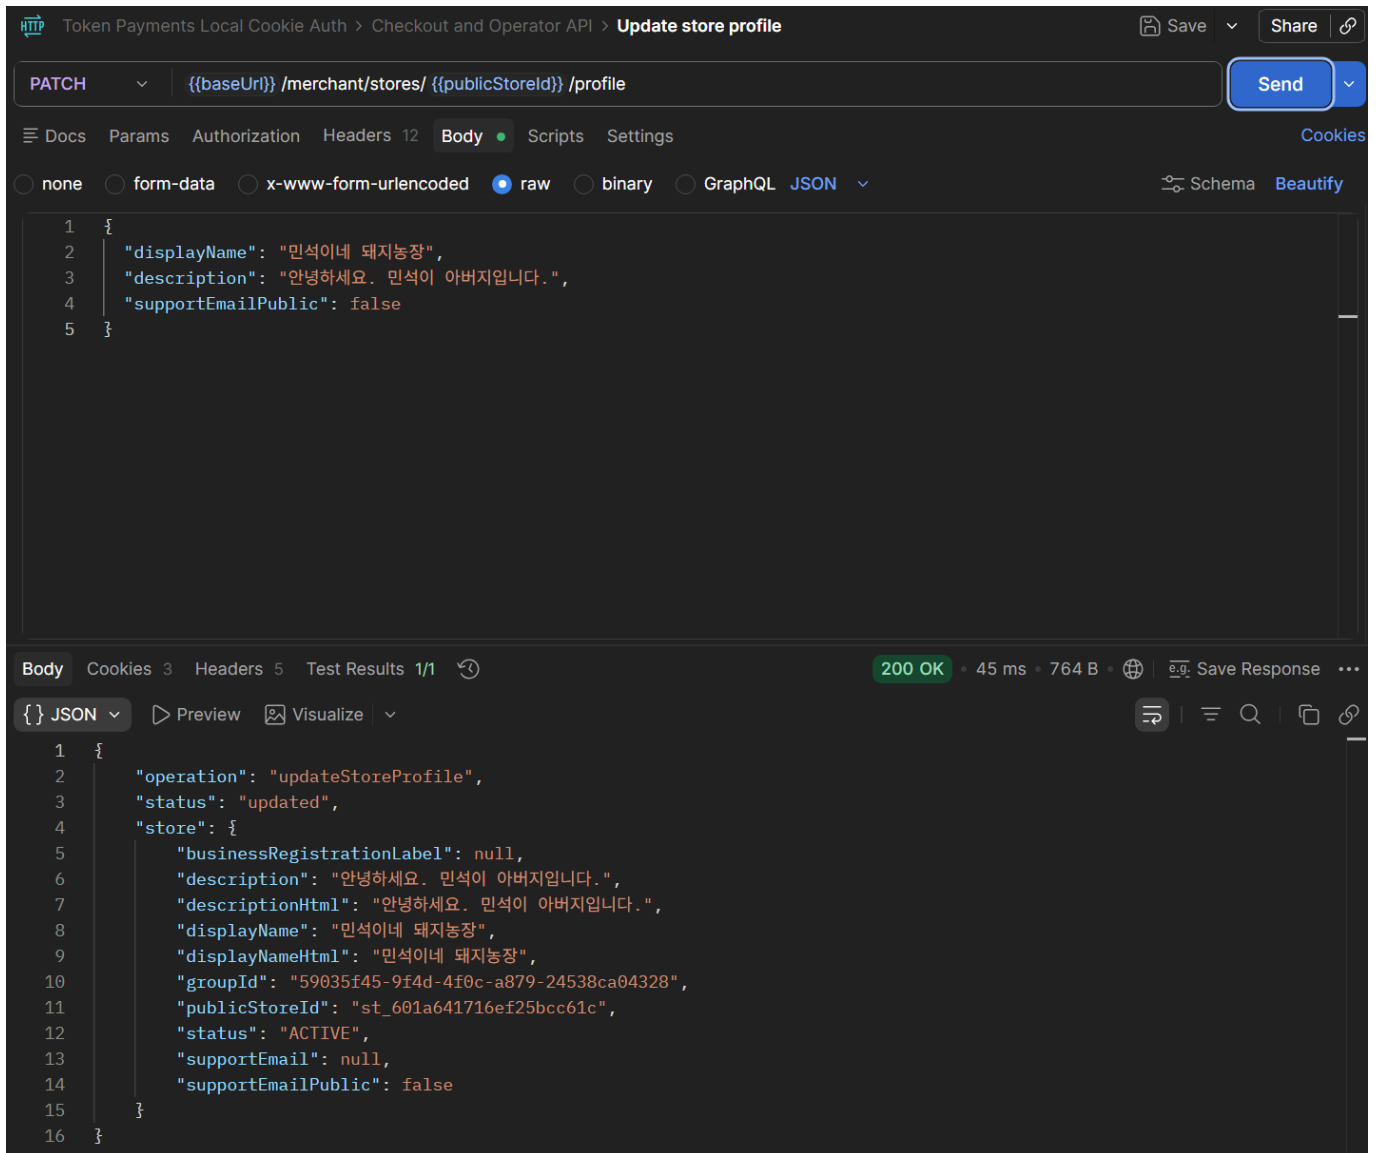 HTTP Token Payments Local Cookie Auth > Checkout and Operator API > Update store profile Save Share
PATCH {{baseUrl}} /merchant/stores/ {{publicStoreId}} /profile Send
Docs Params Authorization Headers 12 Body Scripts Settings Cookies
none form-data x-www-form-urlencoded raw binary GraphQL JSON Schema Beautify
1 {
2 "displayName": "민석이네 돼지농장",
3 "description": "안녕하세요. 민석이 아버지입니다.",
4 "supportEmailPublic": false
5 }
Body Cookies 3 Headers 5 Test Results 1/1 200 OK • 45 ms • 764 B • e.g. Save Response
{} JSON Preview Visualize
1 {
2 "operation": "updateStoreProfile",
3 "status": "updated",
4 "store": {
5 "businessRegistrationLabel": null,
6 "description": "안녕하세요. 민석이 아버지입니다.",
7 "descriptionHtml": "안녕하세요. 민석이 아버지입니다.",
8 "displayName": "민석이네 돼지농장",
9 "displayNameHtml": "민석이네 돼지농장",
10 "groupId": "59035f45-9f4d-4f0c-a879-24538ca04328",
11 "publicStoreId": "st_601a641716ef25bcc61c",
12 "status": "ACTIVE",
13 "supportEmail": null,
14 "supportEmailPublic": false
15 }
16 }